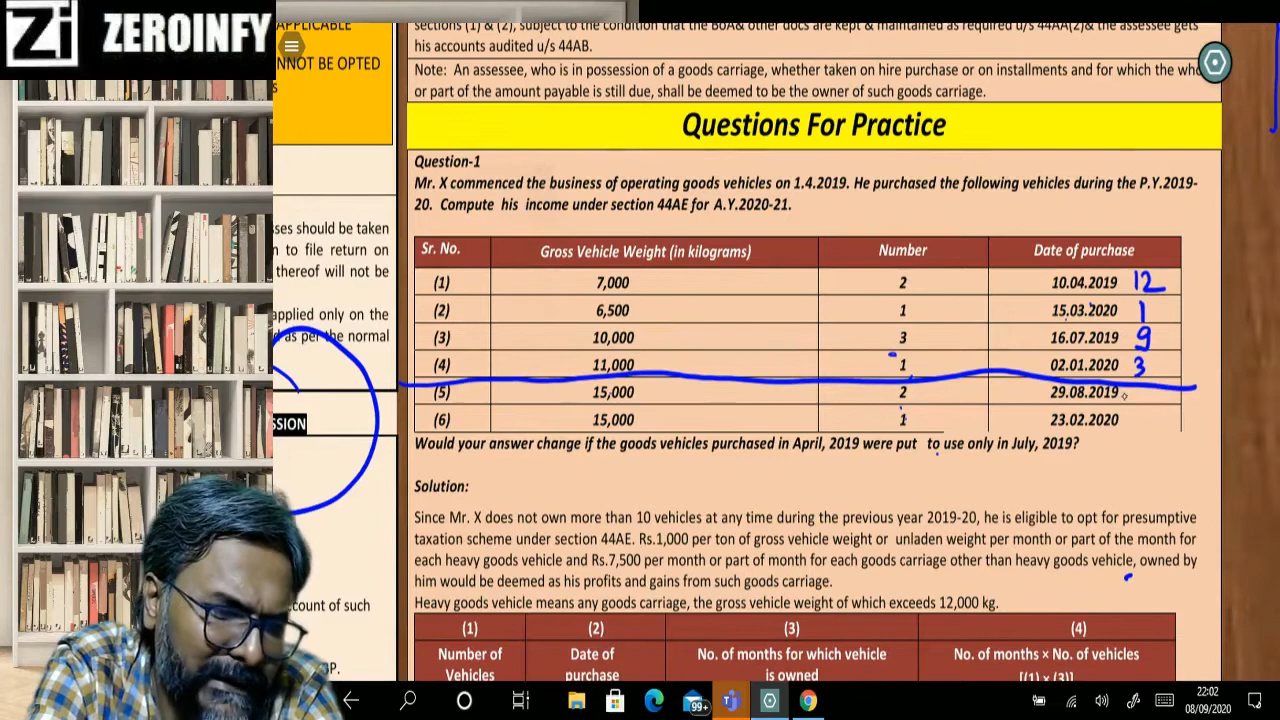 ZEROINFY
APPLICABLE
NNOT BE OPTED
sections (1) & (2), subject to the condition that the BoA& other docs are kept & maintained as required u/s 44AA(2)& the assessee gets
his accounts audited u/s 44AB.
Note: An assessee, who is in possession of a goods carriage, whether taken on hire purchase or on installments and for which the who
or part of the amount payable is still due, shall be deemed to be the owner of such goods carriage.
Questions For Practice
Question-1
Mr. X commenced the business of operating goods vehicles on 1.4.2019. He purchased the following vehicles during the P.Y.2019-
20. Compute his income under section 44AE for A.Y.2020-21.
Sr. No. Gross Vehicle Weight (in kilograms) Number Date of purchase
(1) 7,000 2 10.04.2019 12
(2) 6,500 1 15.03.2020 1
(3) 10,000 3 16.07.2019 9
(4) 11,000 1 02.01.2020 3
(5) 15,000 2 29.08.2019
(6) 15,000 1 23.02.2020
Would your answer change if the goods vehicles purchased in April, 2019 were put to use only in July, 2019?
Solution:
Since Mr. X does not own more than 10 vehicles at any time during the previous year 2019-20, he is eligible to opt for presumptive
taxation scheme under section 44AE. Rs.1,000 per ton of gross vehicle weight or unladen weight per month or part of the month for
each heavy goods vehicle and Rs.7,500 per month or part of month for each goods carriage other than heavy goods vehicle, owned by
him would be deemed as his profits and gains from such goods carriage.
Heavy goods vehicle means any goods carriage, the gross vehicle weight of which exceeds 12,000 kg.
(1) (2) (3) (4)
Number of Date of No. of months for which vehicle No. of months × No. of vehicles
Vehicles purchase is owned [(1) × (3)]
sses should be taken
n to file return on
thereof will not be
applied only on the
d as per the normal
SSION
count of such
P.
99+
22:02
08/09/2020